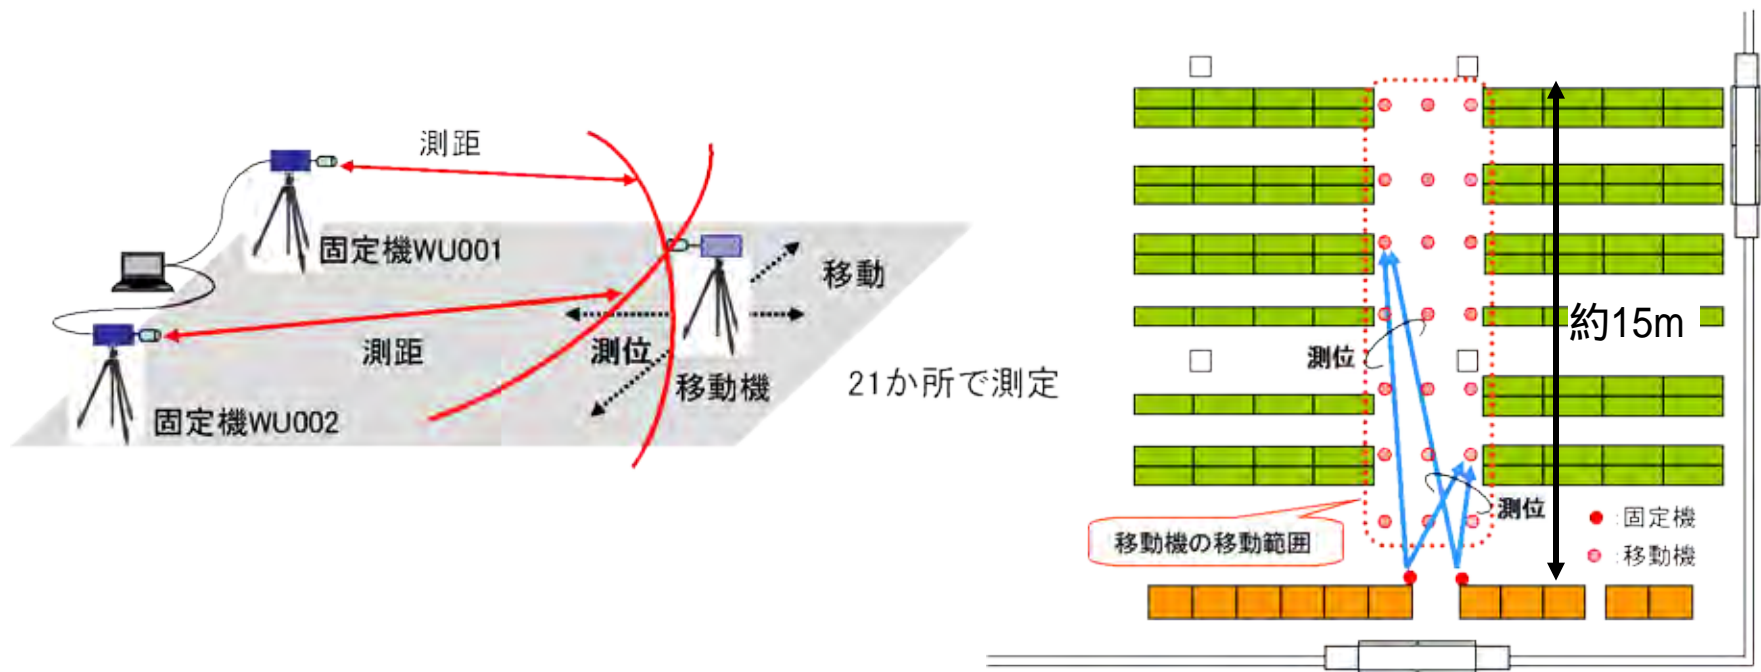 測距
固定機WU001
移動
測距
測位
移動機
固定機WU002
21か所で測定
約15m
測位
測位
移動機の移動範囲
:固定機
:移動機